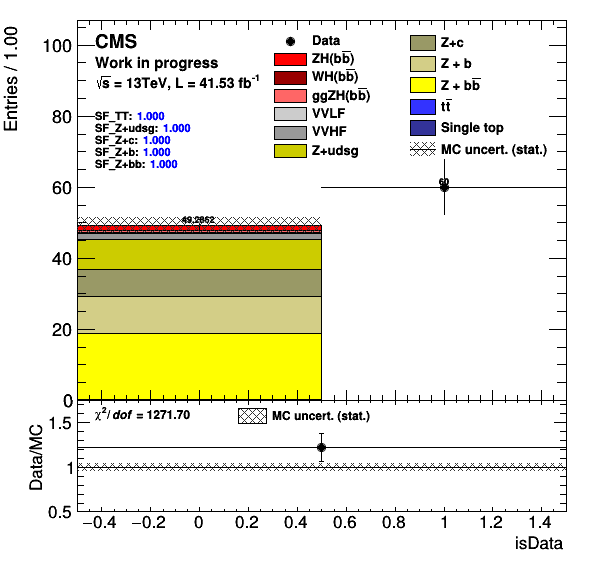 Entries / 1.00
100
80
60
40
20
0
CMS
Work in progress
√s = 13TeV, L = 41.53 fb⁻¹
SF_TT: 1.000
SF_Z+udsg: 1.000
SF_Z+c: 1.000
SF_Z+b: 1.000
SF_Z+bb: 1.000
Data
ZH(bb̅)
WH(bb̅)
ggZH(bb̅)
VVLF
VVHF
Z+udsg
Z+c
Z + b
Z + bb̅
tt̅
Single top
MC uncert. (stat.)
60
49.2862
Data/MC
1.5
1
0.5
χ²/dof = 1271.70
MC uncert. (stat.)
−0.4 −0.2 0 0.2 0.4 0.6 0.8 1 1.2 1.4
isData